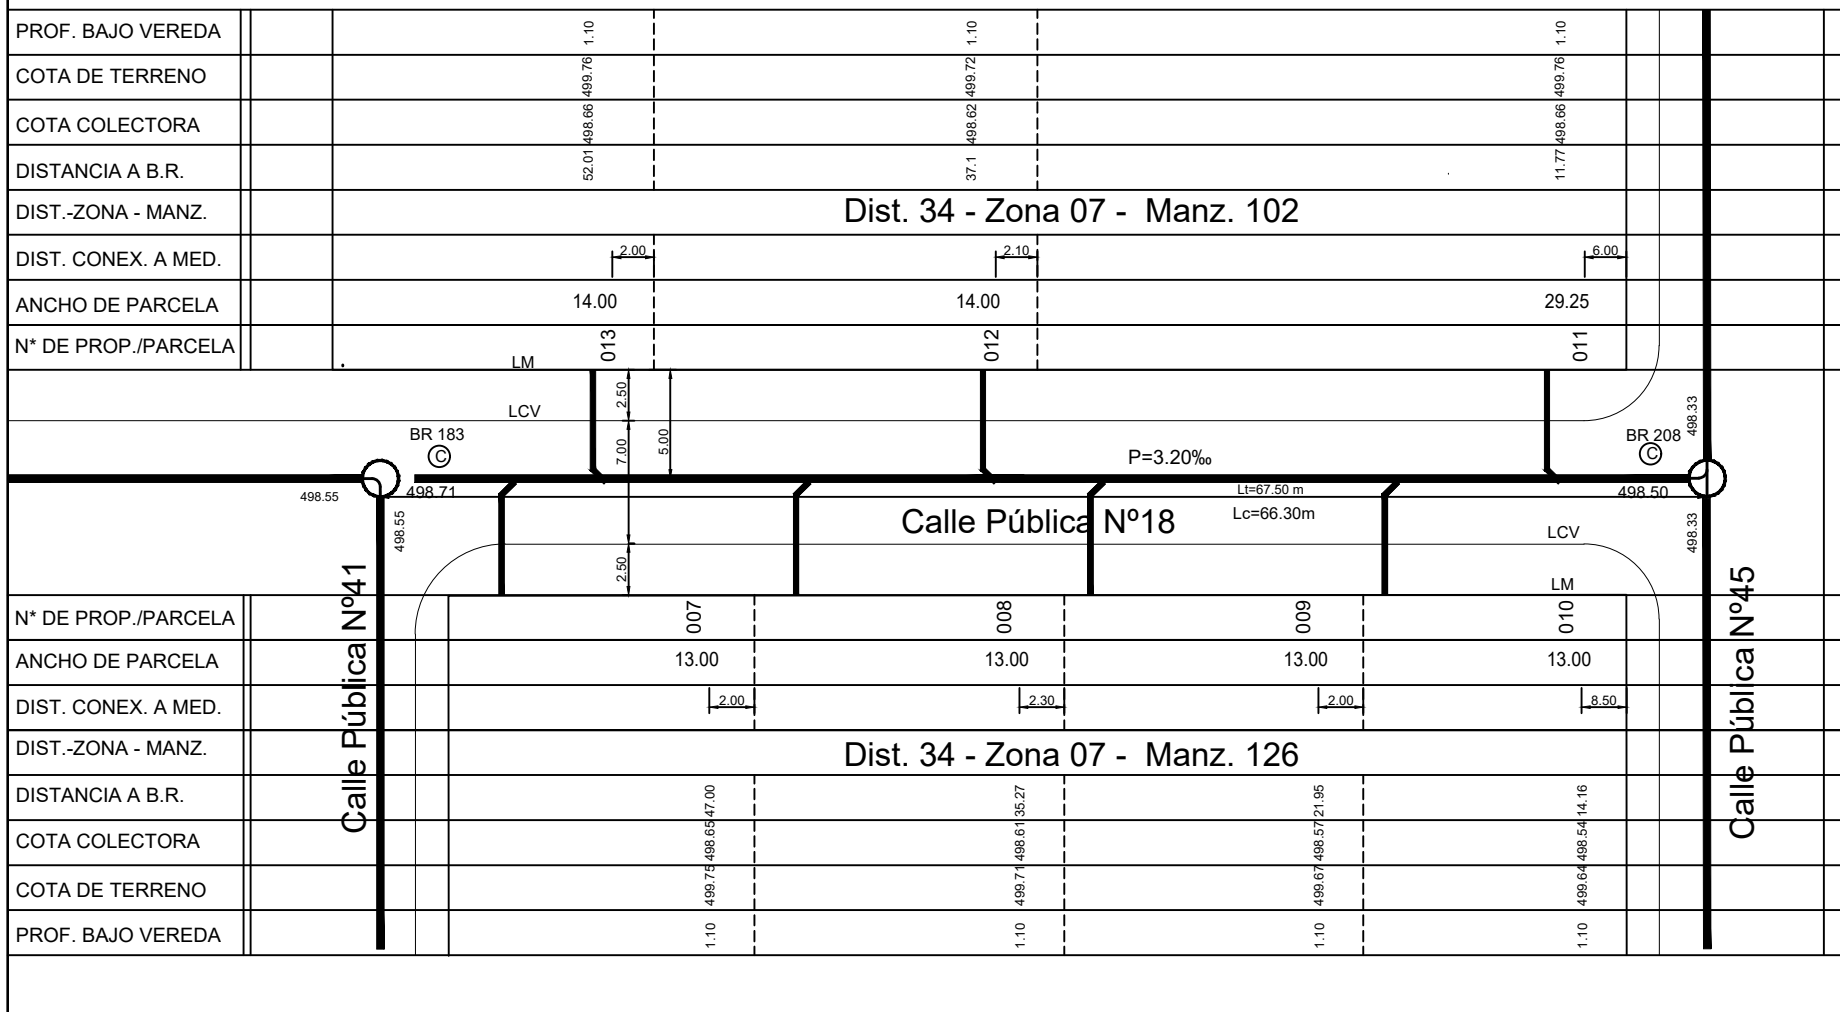 PROF. BAJO VEREDA 1.10 1.10 1.10
COTA DE TERRENO 499.76 499.72 499.76
COTA COLECTORA 498.66 498.62 498.66
DISTANCIA A B.R. 52.01 37.1 11.77
DIST.-ZONA - MANZ. Dist. 34 - Zona 07 - Manz. 102
DIST. CONEX. A MED. 2.00 2.10 6.00
ANCHO DE PARCELA 14.00 14.00 29.25
N* DE PROP./PARCELA 013 012 011
LM
2.50
LCV
498.33
BR 183
C
7.00
5.00
P=3.20‰
BR 208
C
498.55
498.71
Lt=67.50 m
498.50
498.55
Calle Pública Nº18
Lc=66.30m
LCV
498.33
2.50
LM
Calle Pública Nº41
Calle Pública Nº45
N* DE PROP./PARCELA 007 008 009 010
ANCHO DE PARCELA 13.00 13.00 13.00 13.00
DIST. CONEX. A MED. 2.00 2.30 2.00 8.50
DIST.-ZONA - MANZ. Dist. 34 - Zona 07 - Manz. 126
DISTANCIA A B.R. 47.00 35.27 21.95 14.16
COTA COLECTORA 498.65 498.61 498.57 498.54
COTA DE TERRENO 499.75 499.71 499.67 499.64
PROF. BAJO VEREDA 1.10 1.10 1.10 1.10